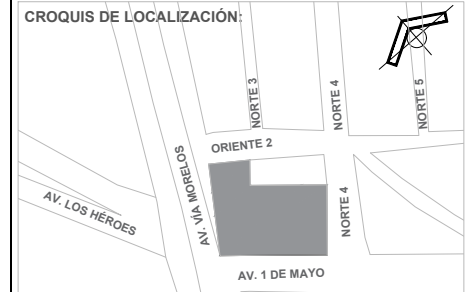 CROQUIS DE LOCALIZACIÓN:
NORTE 3
NORTE 4
NORTE 5
ORIENTE 2
AV. VÍA MORELOS
AV. LOS HÉROES
NORTE 4
AV. 1 DE MAYO